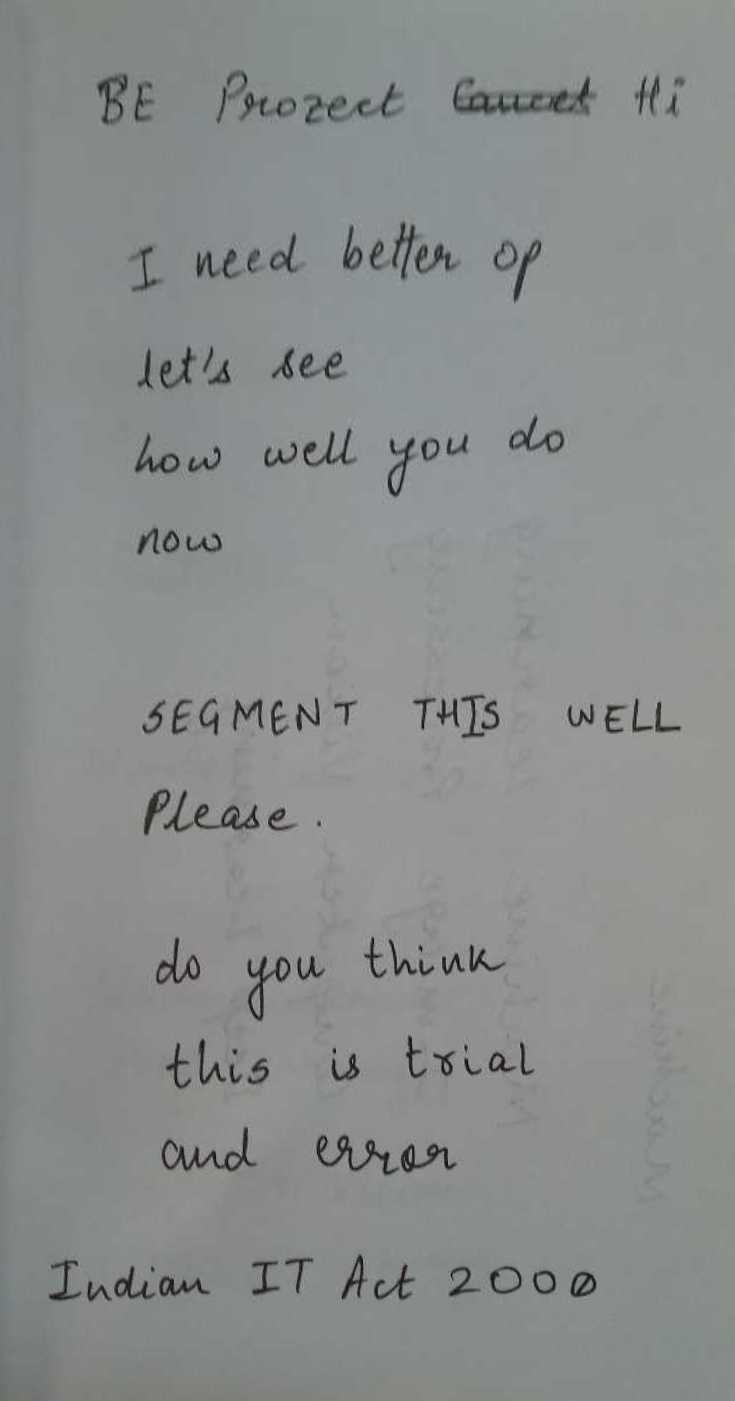 BE Prozect Hi
I need better op
let's see
how well you do
now
SEGMENT THIS WELL
Please.
do you think
this is trial
and error
Indian IT Act 2000